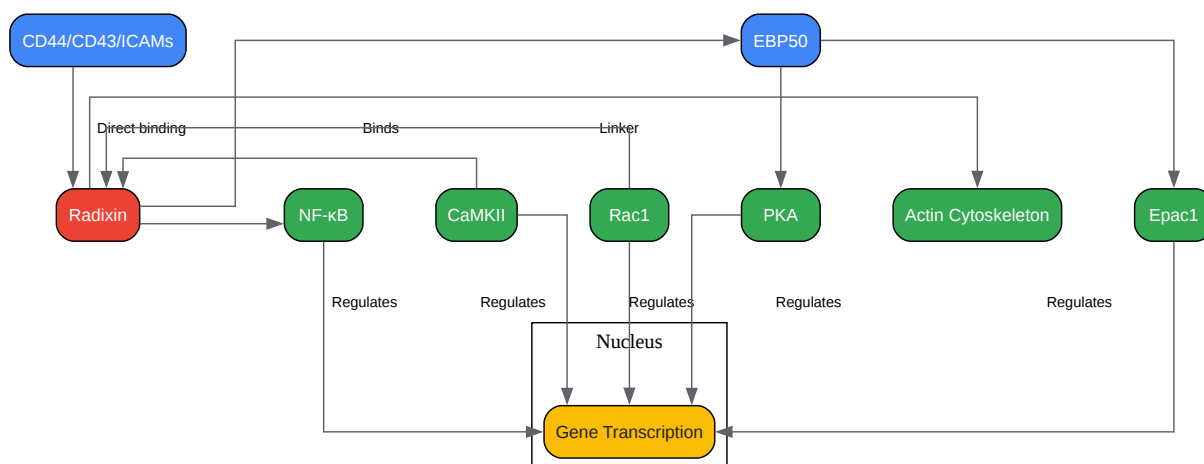 CD44/CD43/ICAMs
EBP50
Direct binding
Binds
Linker
Radixin
NF-κB
CaMKII
Rac1
PKA
Actin Cytoskeleton
Epac1
Regulates
Regulates
Regulates
Regulates
Regulates
Nucleus
Gene Transcription